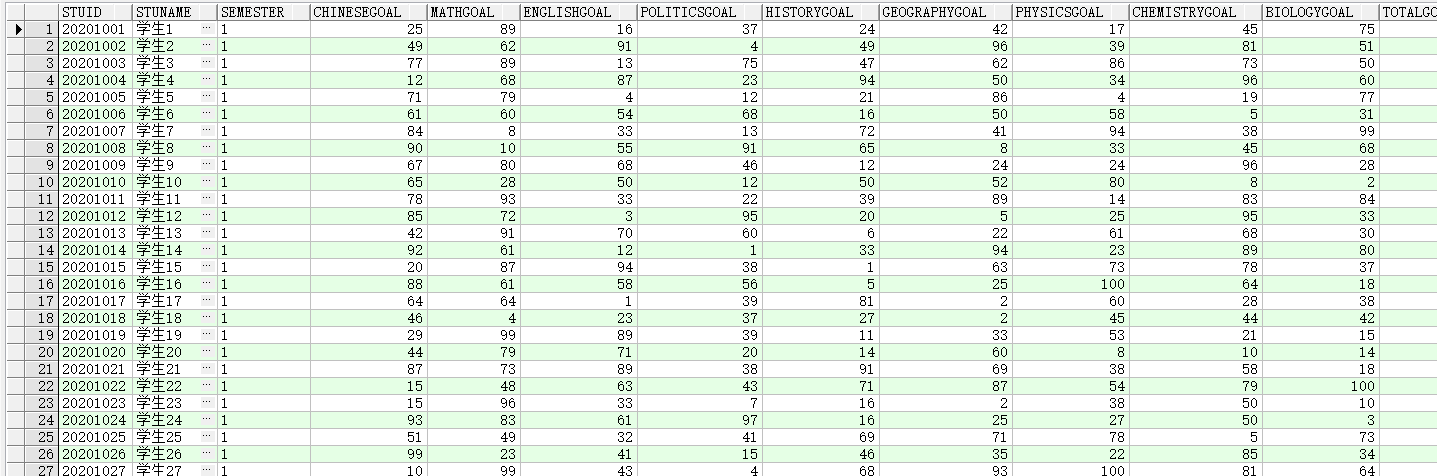 STUID STUNAME SEMESTER CHINESEGOAL MATHGOAL ENGLISHGOAL POLITICSGOAL HISTORYGOAL GEOGRAPHYGOAL PHYSICSGOAL CHEMISTRYGOAL BIOLOGYGOAL TOTALGO
1 20201001 学生1 ... 1 25 89 16 37 24 42 17 45 75
2 20201002 学生2 ... 1 49 62 91 4 49 96 39 81 51
3 20201003 学生3 ... 1 77 89 13 75 47 62 86 73 50
4 20201004 学生4 ... 1 12 68 87 23 94 50 34 96 60
5 20201005 学生5 ... 1 71 79 4 12 21 86 4 19 77
6 20201006 学生6 ... 1 61 60 54 68 16 50 58 5 31
7 20201007 学生7 ... 1 84 8 33 13 72 41 94 38 99
8 20201008 学生8 ... 1 90 10 55 91 65 8 33 45 68
9 20201009 学生9 ... 1 67 80 68 46 12 24 24 96 28
10 20201010 学生10 ... 1 65 28 50 12 50 52 80 8 2
11 20201011 学生11 ... 1 78 93 33 22 39 89 14 83 84
12 20201012 学生12 ... 1 85 72 3 95 20 5 25 95 33
13 20201013 学生13 ... 1 42 91 70 60 6 22 61 68 30
14 20201014 学生14 ... 1 92 61 12 1 33 94 23 89 80
15 20201015 学生15 ... 1 20 87 94 38 1 63 73 78 37
16 20201016 学生16 ... 1 88 61 58 56 5 25 100 64 18
17 20201017 学生17 ... 1 64 64 1 39 81 2 60 28 38
18 20201018 学生18 ... 1 46 4 23 37 27 2 45 44 42
19 20201019 学生19 ... 1 29 99 89 39 11 33 53 21 15
20 20201020 学生20 ... 1 44 79 71 20 14 60 8 10 14
21 20201021 学生21 ... 1 87 73 89 38 91 69 38 58 18
22 20201022 学生22 ... 1 15 48 63 43 71 87 54 79 100
23 20201023 学生23 ... 1 15 96 33 7 16 2 38 50 10
24 20201024 学生24 ... 1 93 83 61 97 16 25 27 50 3
25 20201025 学生25 ... 1 51 49 32 41 69 71 78 5 73
26 20201026 学生26 ... 1 99 23 41 15 46 35 22 85 34
27 20201027 学生27 ... 1 10 99 43 4 68 93 100 81 64